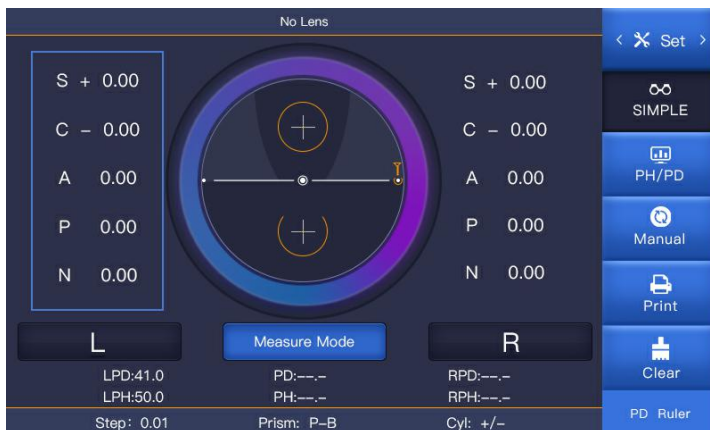 No Lens
S + 0.00
C – 0.00
A 0.00
P 0.00
N 0.00
S + 0.00
C – 0.00
A 0.00
P 0.00
N 0.00
L
Measure Mode
R
LPD:41.0
PD:--.-
RPD:--.-
LPH:50.0
PH:--.-
RPH:--.-
Step: 0.01
Prism: P-B
Cyl: +/-
< Set >
SIMPLE
PH/PD
Manual
Print
Clear
PD Ruler